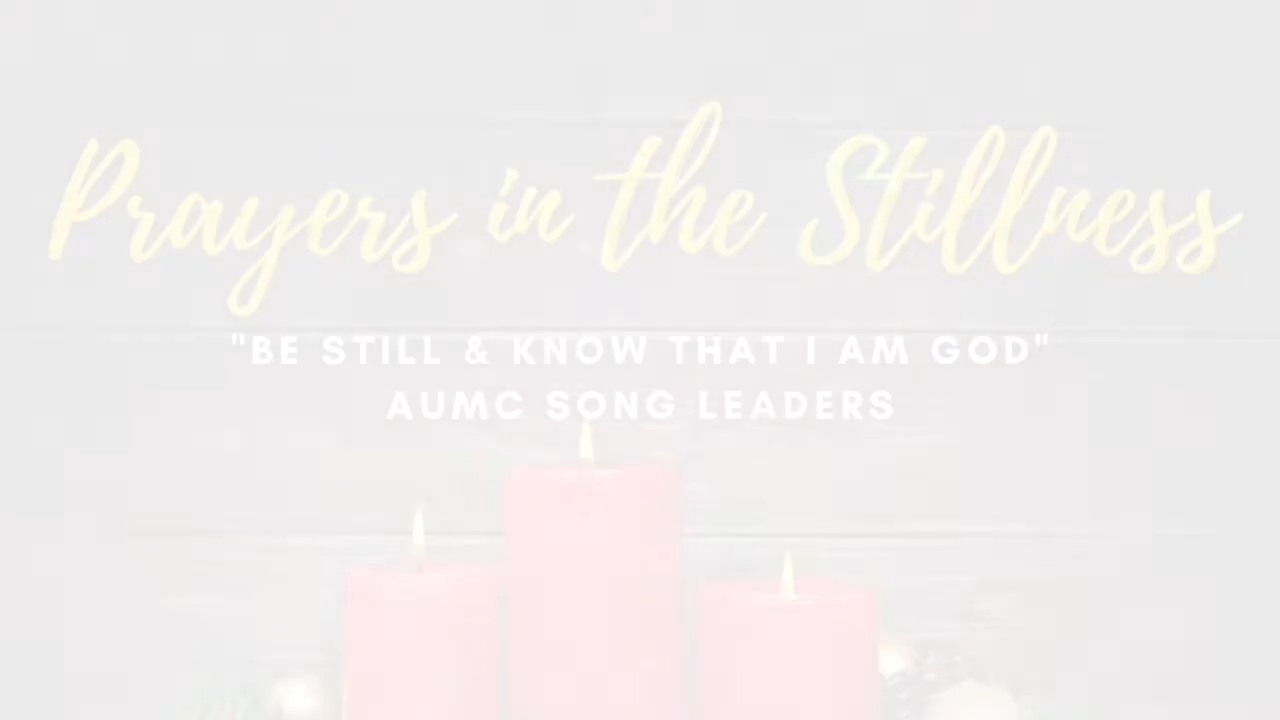 Prayers in the Stillness
"BE STILL & KNOW THAT I AM GOD"
AUMC SONG LEADERS